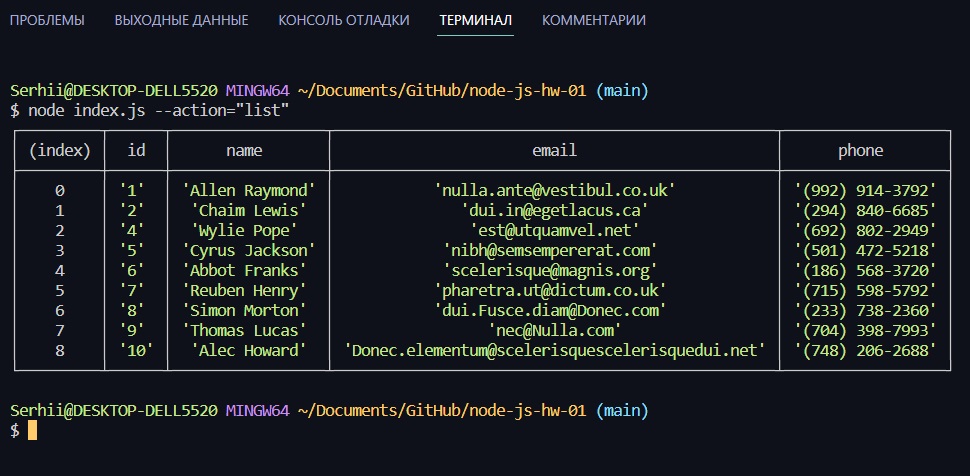 ПРОБЛЕМЫ ВЫХОДНЫЕ ДАННЫЕ КОНСОЛЬ ОТЛАДКИ ТЕРМИНАЛ КОММЕНТАРИИ
Serhii@DESKTOP-DELL5520 MINGW64 ~/Documents/GitHub/node-js-hw-01 (main)
$ node index.js --action="list"
(index) id name email phone
0 '1' 'Allen Raymond' 'nulla.ante@vestibul.co.uk' '(992) 914-3792'
1 '2' 'Chaim Lewis' 'dui.in@egetlacus.ca' '(294) 840-6685'
2 '4' 'Wylie Pope' 'est@utquamvel.net' '(692) 802-2949'
3 '5' 'Cyrus Jackson' 'nibh@semsempererat.com' '(501) 472-5218'
4 '6' 'Abbot Franks' 'scelerisque@magnis.org' '(186) 568-3720'
5 '7' 'Reuben Henry' 'pharetra.ut@dictum.co.uk' '(715) 598-5792'
6 '8' 'Simon Morton' 'dui.Fusce.diam@Donec.com' '(233) 738-2360'
7 '9' 'Thomas Lucas' 'nec@Nulla.com' '(704) 398-7993'
8 '10' 'Alec Howard' 'Donec.elementum@scelerisquescelerisquedui.net' '(748) 206-2688'
Serhii@DESKTOP-DELL5520 MINGW64 ~/Documents/GitHub/node-js-hw-01 (main)
$